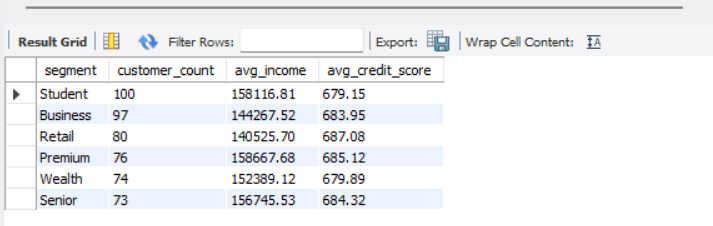 Result Grid Filter Rows: Export: Wrap Cell Content: IA
segment customer_count avg_income avg_credit_score
Student 100 158116.81 679.15
Business 97 144267.52 683.95
Retail 80 140525.70 687.08
Premium 76 158667.68 685.12
Wealth 74 152389.12 679.89
Senior 73 156745.53 684.32